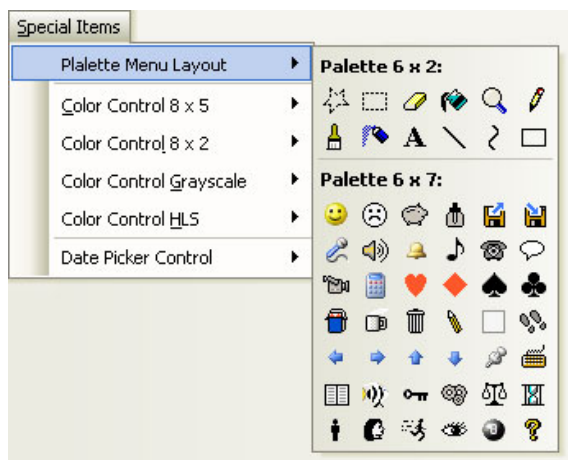 Special Items
Plalette Menu Layout
Color Control 8 x 5
Color Control 8 x 2
Color Control Grayscale
Color Control HLS
Date Picker Control
Palette 6 x 2:
A
Palette 6 x 7: